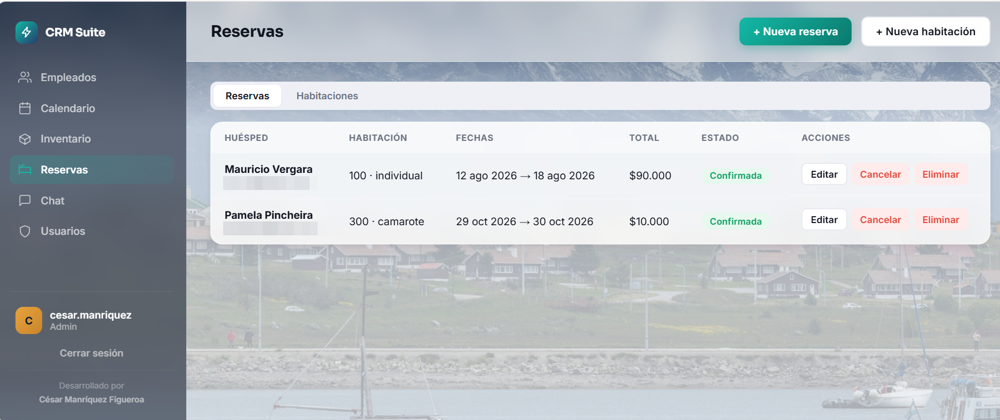 CRM Suite
Empleados
Calendario
Inventario
Reservas
Chat
Usuarios
C
cesar.manriquez
Admin
Cerrar sesión
Desarrollado por
César Manríquez Figueroa
Reservas
+ Nueva reserva
+ Nueva habitación
Reservas
Habitaciones
HUÉSPED HABITACIÓN FECHAS TOTAL ESTADO ACCIONES
Mauricio Vergara 100 · individual 12 ago 2026 → 18 ago 2026 $90.000 Confirmada Editar Cancelar Eliminar
Pamela Pincheira 300 · camarote 29 oct 2026 → 30 oct 2026 $10.000 Confirmada Editar Cancelar Eliminar